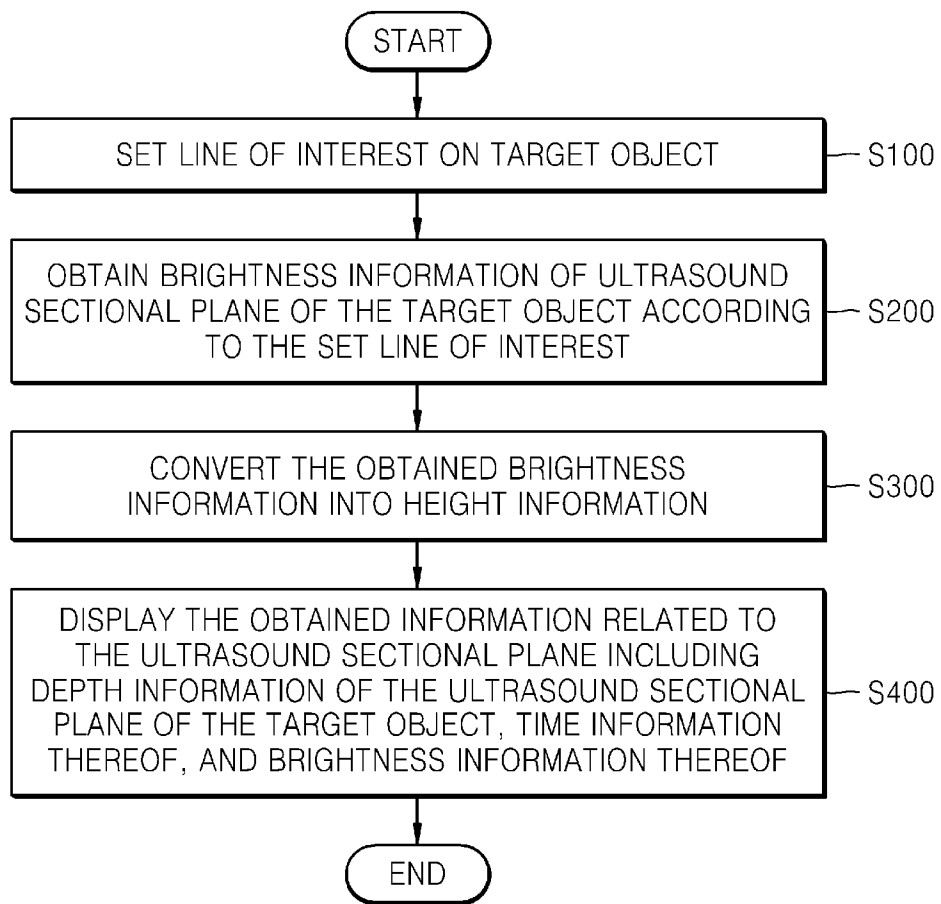 START
SET LINE OF INTEREST ON TARGET OBJECT
S100
OBTAIN BRIGHTNESS INFORMATION OF ULTRASOUND
SECTIONAL PLANE OF THE TARGET OBJECT ACCORDING
TO THE SET LINE OF INTEREST
S200
CONVERT THE OBTAINED BRIGHTNESS
INFORMATION INTO HEIGHT INFORMATION
S300
DISPLAY THE OBTAINED INFORMATION RELATED TO
THE ULTRASOUND SECTIONAL PLANE INCLUDING
DEPTH INFORMATION OF THE ULTRASOUND SECTIONAL
PLANE OF THE TARGET OBJECT, TIME INFORMATION
THEREOF, AND BRIGHTNESS INFORMATION THEREOF
S400
END